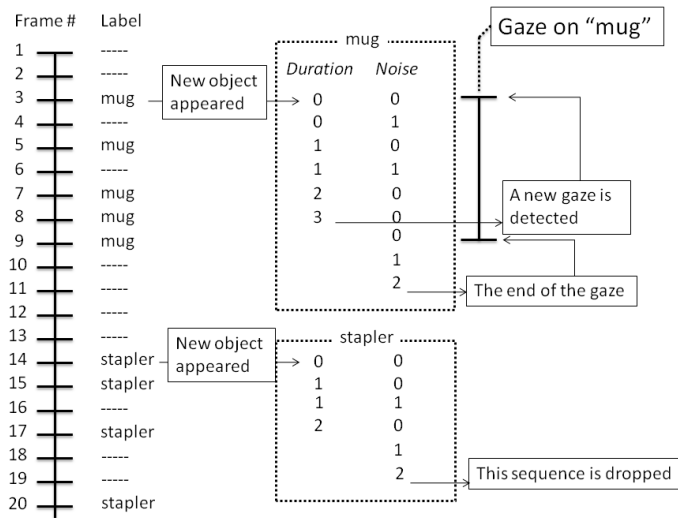 Frame # Label
Gaze on “mug”
1 -----
mug
2 -----
Duration Noise
New object
appeared
3 mug 0 0
4 ----- 0 1
5 mug 1 0
6 ----- 1 1
7 mug 2 0
A new gaze is
detected
8 mug 3 0
9 mug 0
10 ----- 1
11 ----- 2
The end of the gaze
12 -----
13 -----
stapler
New object
appeared
14 stapler 0 0
15 stapler 1 0
16 ----- 1 1
17 stapler 2 0
18 ----- 1
19 ----- 2
This sequence is dropped
20 stapler